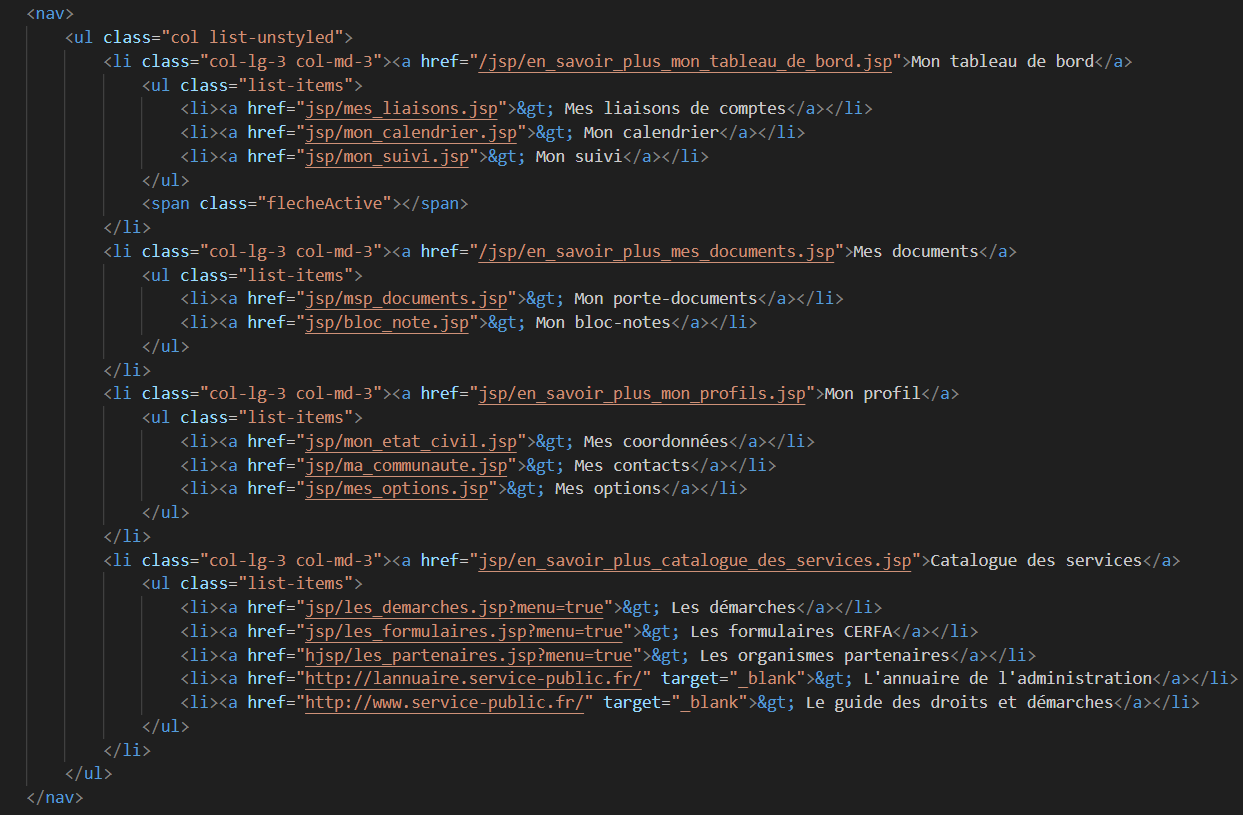 <nav>
<ul class="col list-unstyled">
<li class="col-lg-3 col-md-3"><a href="/jsp/en_savoir_plus_mon_tableau_de_bord.jsp">Mon tableau de bord</a>
<ul class="list-items">
<li><a href="jsp/mes_liaisons.jsp">&gt; Mes liaisons de comptes</a></li>
<li><a href="jsp/mon_calendrier.jsp">&gt; Mon calendrier</a></li>
<li><a href="jsp/mon_suivi.jsp">&gt; Mon suivi</a></li>
</ul>
<span class="flecheActive"></span>
</li>
<li class="col-lg-3 col-md-3"><a href="/jsp/en_savoir_plus_mes_documents.jsp">Mes documents</a>
<ul class="list-items">
<li><a href="jsp/msp_documents.jsp">&gt; Mon porte-documents</a></li>
<li><a href="jsp/bloc_note.jsp">&gt; Mon bloc-notes</a></li>
</ul>
</li>
<li class="col-lg-3 col-md-3"><a href="jsp/en_savoir_plus_mon_profils.jsp">Mon profil</a>
<ul class="list-items">
<li><a href="jsp/mon_etat_civil.jsp">&gt; Mes coordonnées</a></li>
<li><a href="jsp/ma_communaute.jsp">&gt; Mes contacts</a></li>
<li><a href="jsp/mes_options.jsp">&gt; Mes options</a></li>
</ul>
</li>
<li class="col-lg-3 col-md-3"><a href="jsp/en_savoir_plus_catalogue_des_services.jsp">Catalogue des services</a>
<ul class="list-items">
<li><a href="jsp/les_demarches.jsp?menu=true">&gt; Les démarches</a></li>
<li><a href="jsp/les_formulaires.jsp?menu=true">&gt; Les formulaires CERFA</a></li>
<li><a href="hjsp/les_partenaires.jsp?menu=true">&gt; Les organismes partenaires</a></li>
<li><a href="http://lannuaire.service-public.fr/" target="_blank">&gt; L'annuaire de l'administration</a></li>
<li><a href="http://www.service-public.fr/" target="_blank">&gt; Le guide des droits et démarches</a></li>
</ul>
</li>
</ul>
</nav>